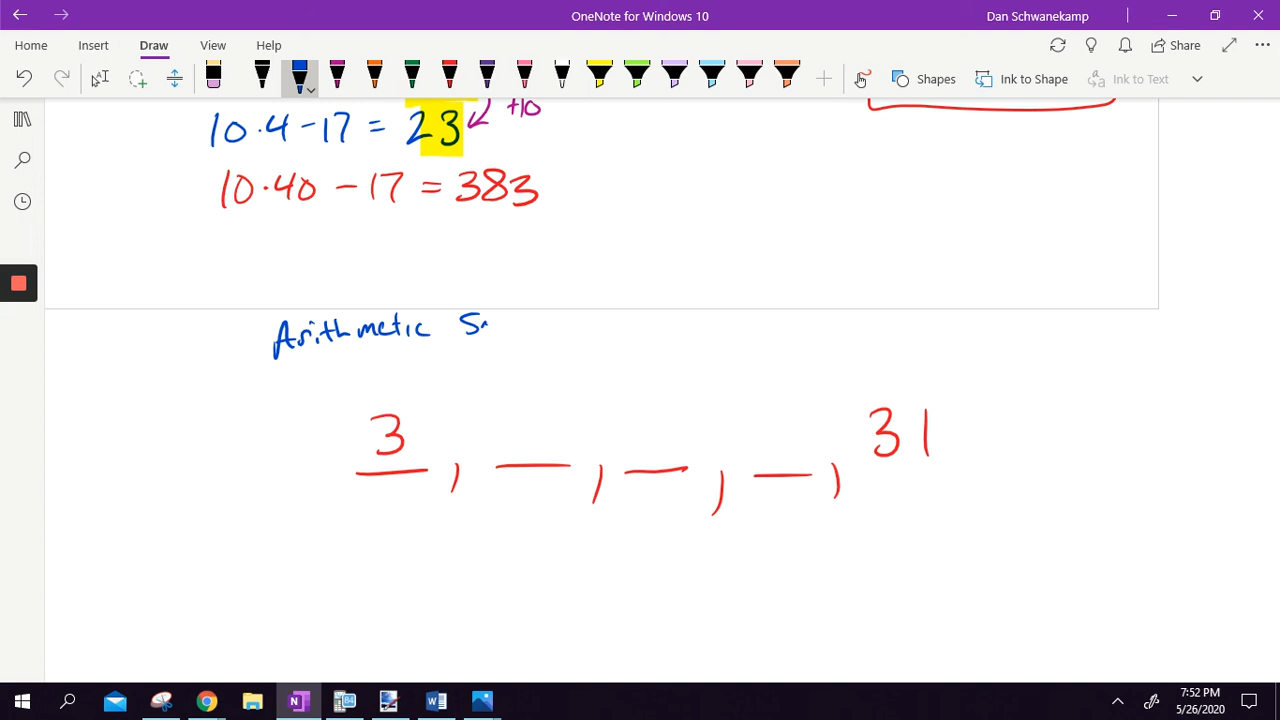 OneNote for Windows 10
Dan Schwanekamp
Home Insert Draw View Help
Share
Shapes
Ink to Shape
Ink to Text
+10
10·4-17 = 23
10·40 - 17 = 383
Arithmetic
3, __, __, __, 31
7:52 PM
5/26/2020